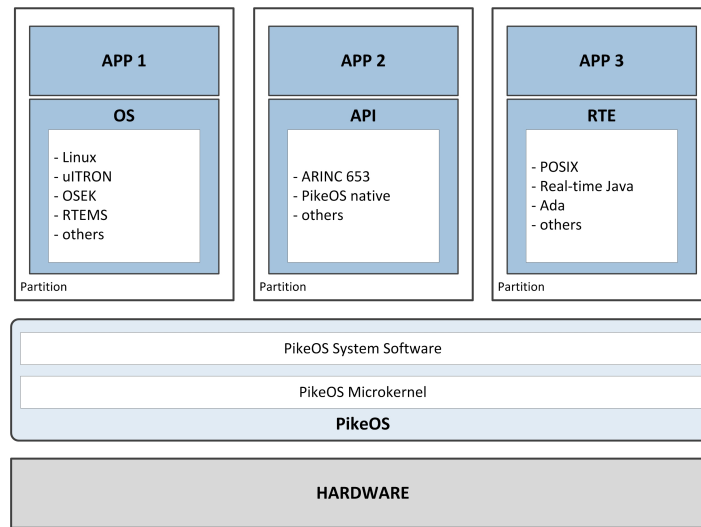 APP 1
OS
- Linux
- uITRON
- OSEK
- RTEMS
- others
Partition
APP 2
API
- ARINC 653
- PikeOS native
- others
Partition
APP 3
RTE
- POSIX
- Real-time Java
- Ada
- others
Partition
PikeOS System Software
PikeOS Microkernel
PikeOS
HARDWARE